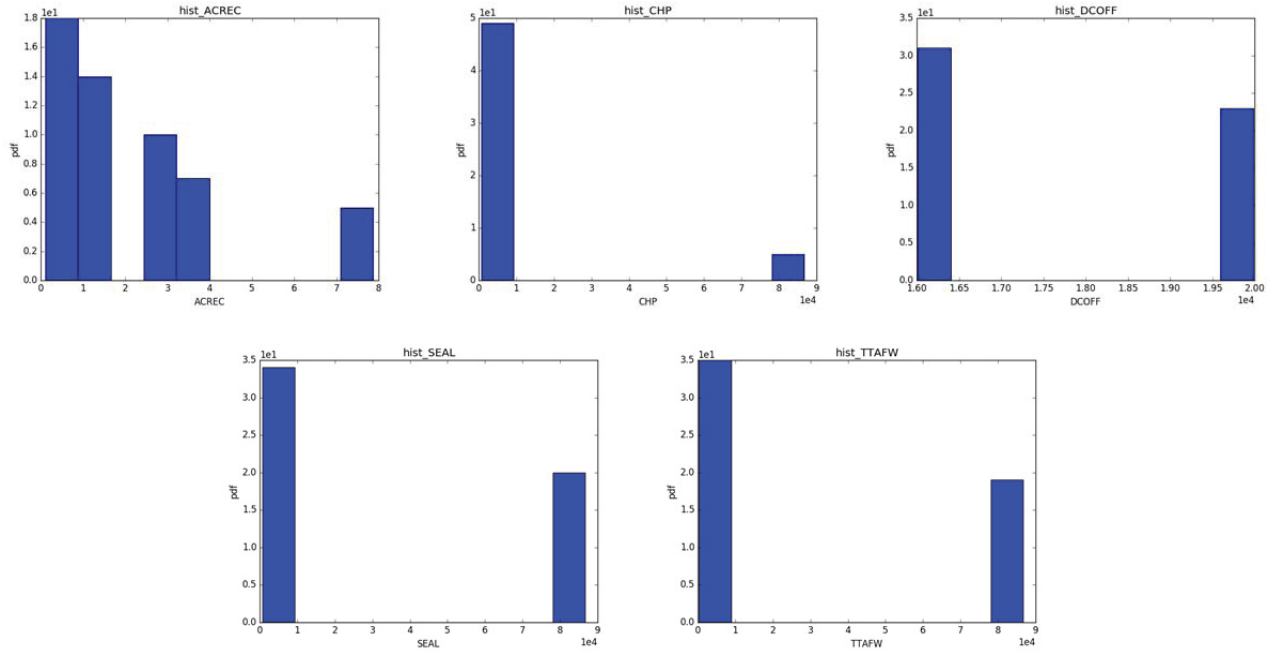 hist_ACREC
1e1
1.8
1.6
1.4
1.2
1.0
0.8
0.6
0.4
0.2
0.0
pdf
0 1 2 3 4 5 6 7 8
ACREC
hist_CHP
1e1
5
4
3
2
1
0
pdf
0 1 2 3 4 5 6 7 8 9
1e4
CHP
hist_DCOFF
1e1
3.5
3.0
2.5
2.0
1.5
1.0
0.5
0.0
pdf
1.60 1.65 1.70 1.75 1.80 1.85 1.90 1.95 2.00
1e4
DCOFF
hist_SEAL
1e1
3.5
3.0
2.5
2.0
1.5
1.0
0.5
0.0
pdf
0 1 2 3 4 5 6 7 8 9
1e4
SEAL
hist_TTAFW
1e1
3.5
3.0
2.5
2.0
1.5
1.0
0.5
0.0
pdf
0 1 2 3 4 5 6 7 8 9
1e4
TTAFW